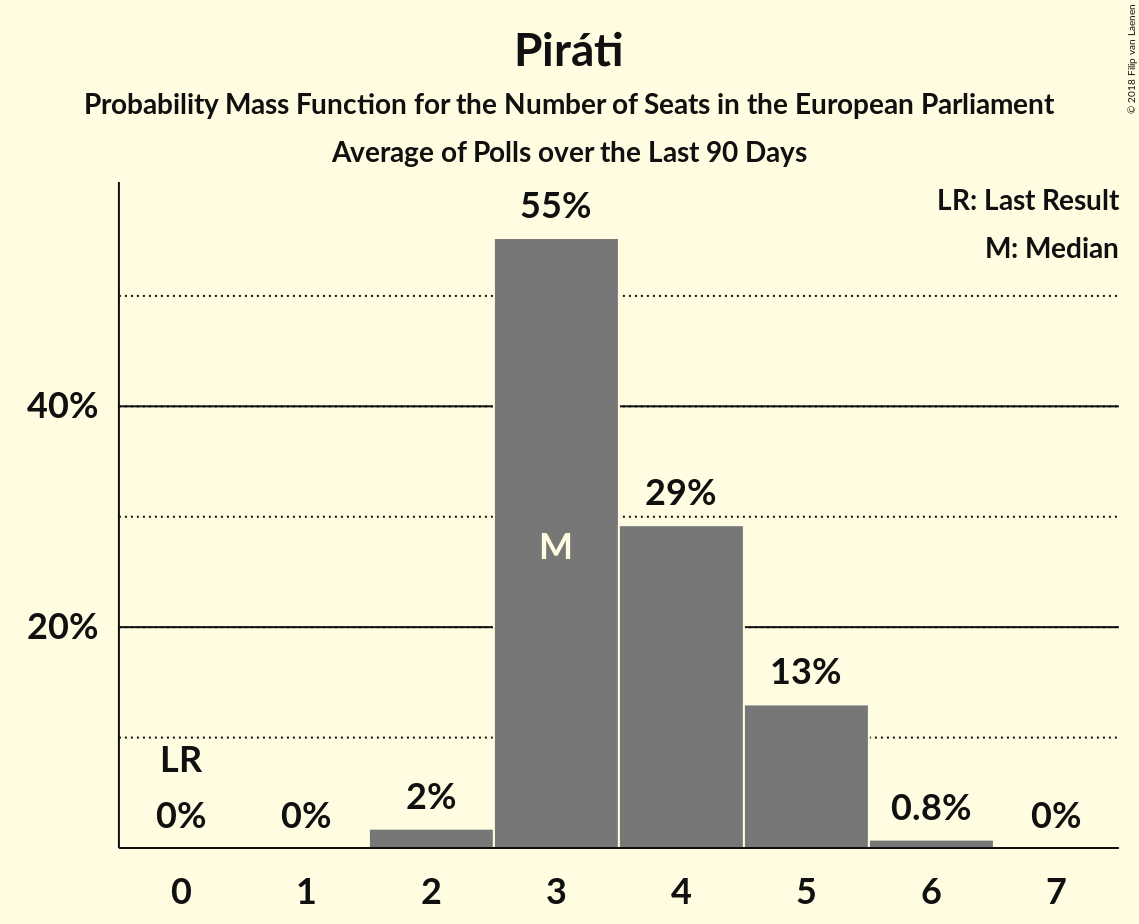 Piráti
Probability Mass Function for the Number of Seats in the European Parliament
Average of Polls over the Last 90 Days
© 2018 Filip van Laenen
LR: Last Result
M: Median
55%
40%
29%
M
20%
13%
LR
0%
0%
2%
0.8%
0%
0 1 2 3 4 5 6 7